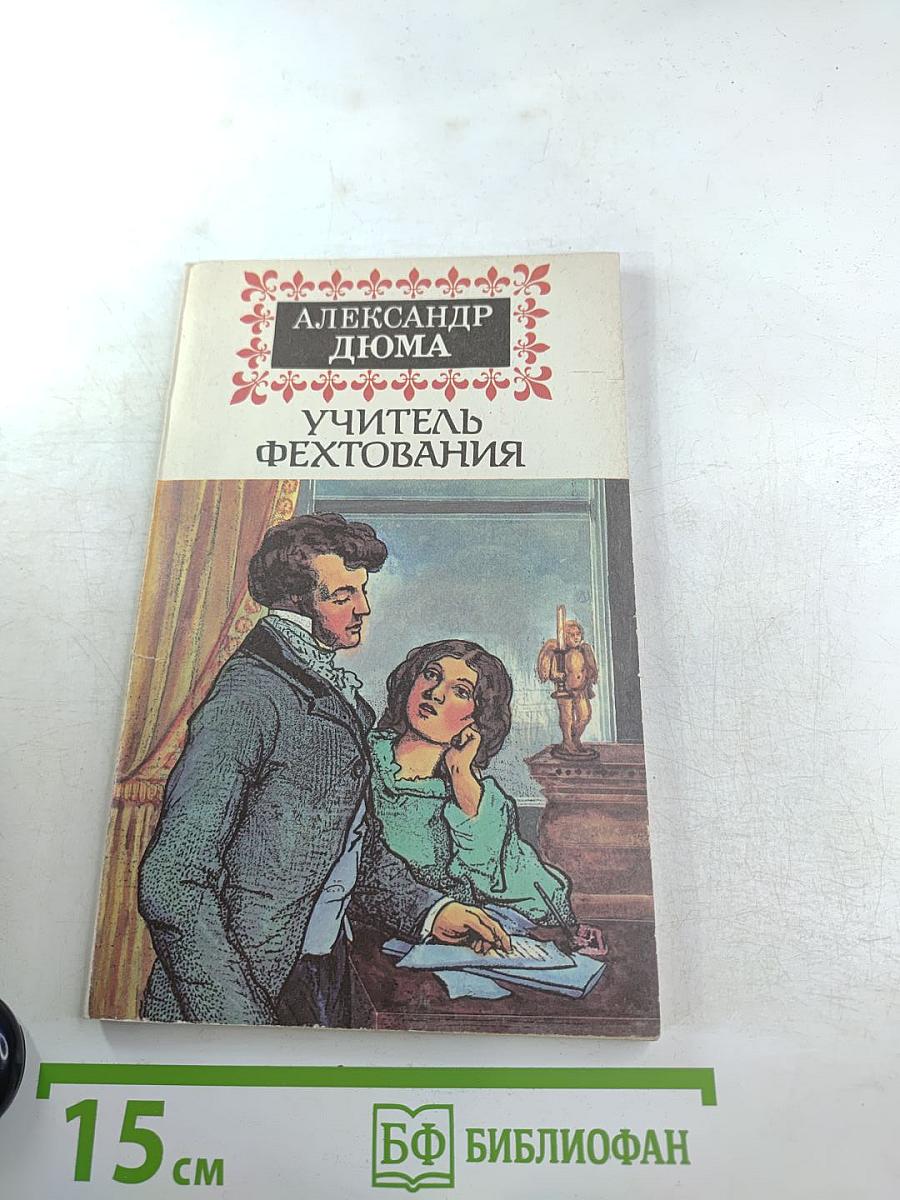 АЛЕКСАНДР
ДЮМА
УЧИТЕЛЬ
ФЕХТОВАНИЯ
15 см
БФ БИБЛИОФАН